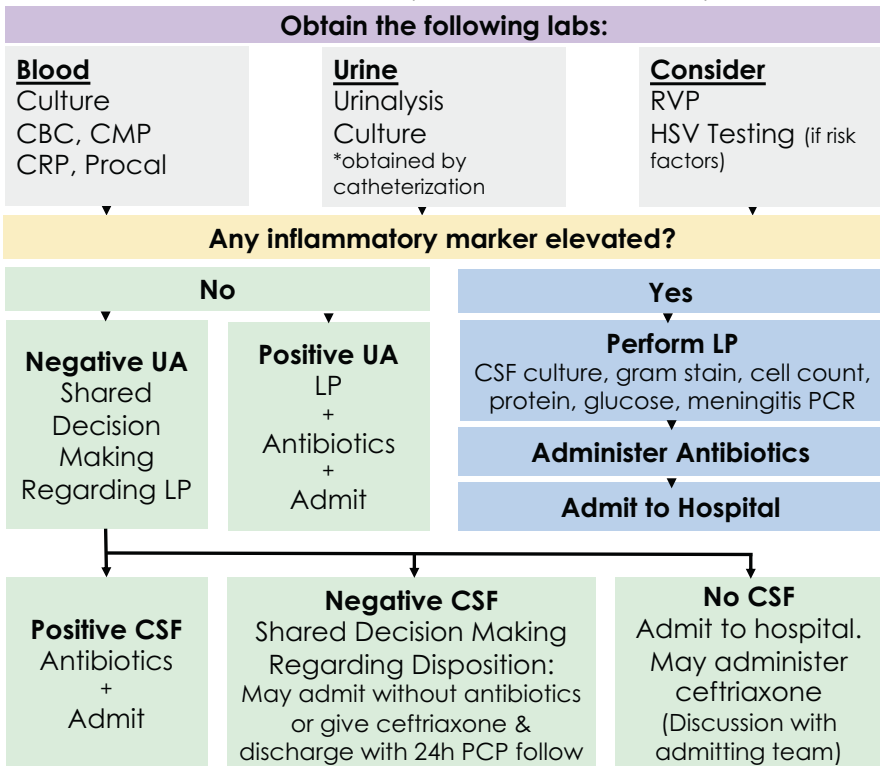 Obtain the following labs:
Blood
Culture
CBC, CMP
CRP, Procal
Urine
Urinalysis
Culture
*obtained by
catheterization
Consider
RVP
HSV Testing (if risk
factors)
Any inflammatory marker elevated?
No
Yes
Negative UA
Shared
Decision
Making
Regarding LP
Positive UA
LP
+
Antibiotics
+
Admit
Perform LP
CSF culture, gram stain, cell count,
protein, glucose, meningitis PCR
Administer Antibiotics
Admit to Hospital
Positive CSF
Antibiotics
+
Admit
Negative CSF
Shared Decision Making
Regarding Disposition:
May admit without antibiotics
or give ceftriaxone &
discharge with 24h PCP follow
No CSF
Admit to hospital.
May administer
ceftriaxone
(Discussion with
admitting team)